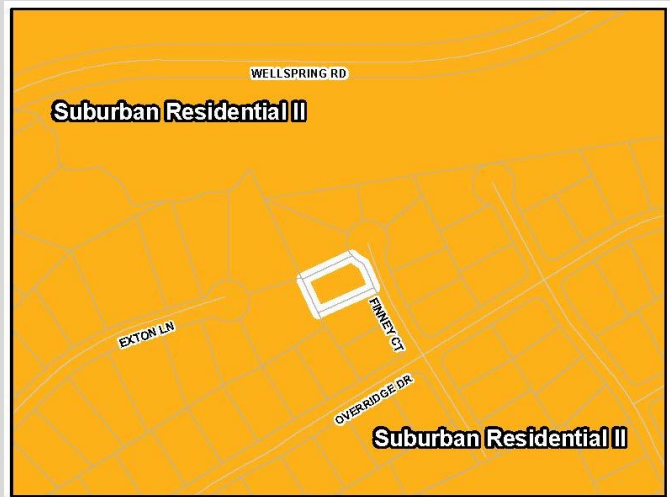 WELLSPRING RD
Suburban Residential II
EXTON LN
FINNEY CT
OVERRIDGE DR
Suburban Residential II